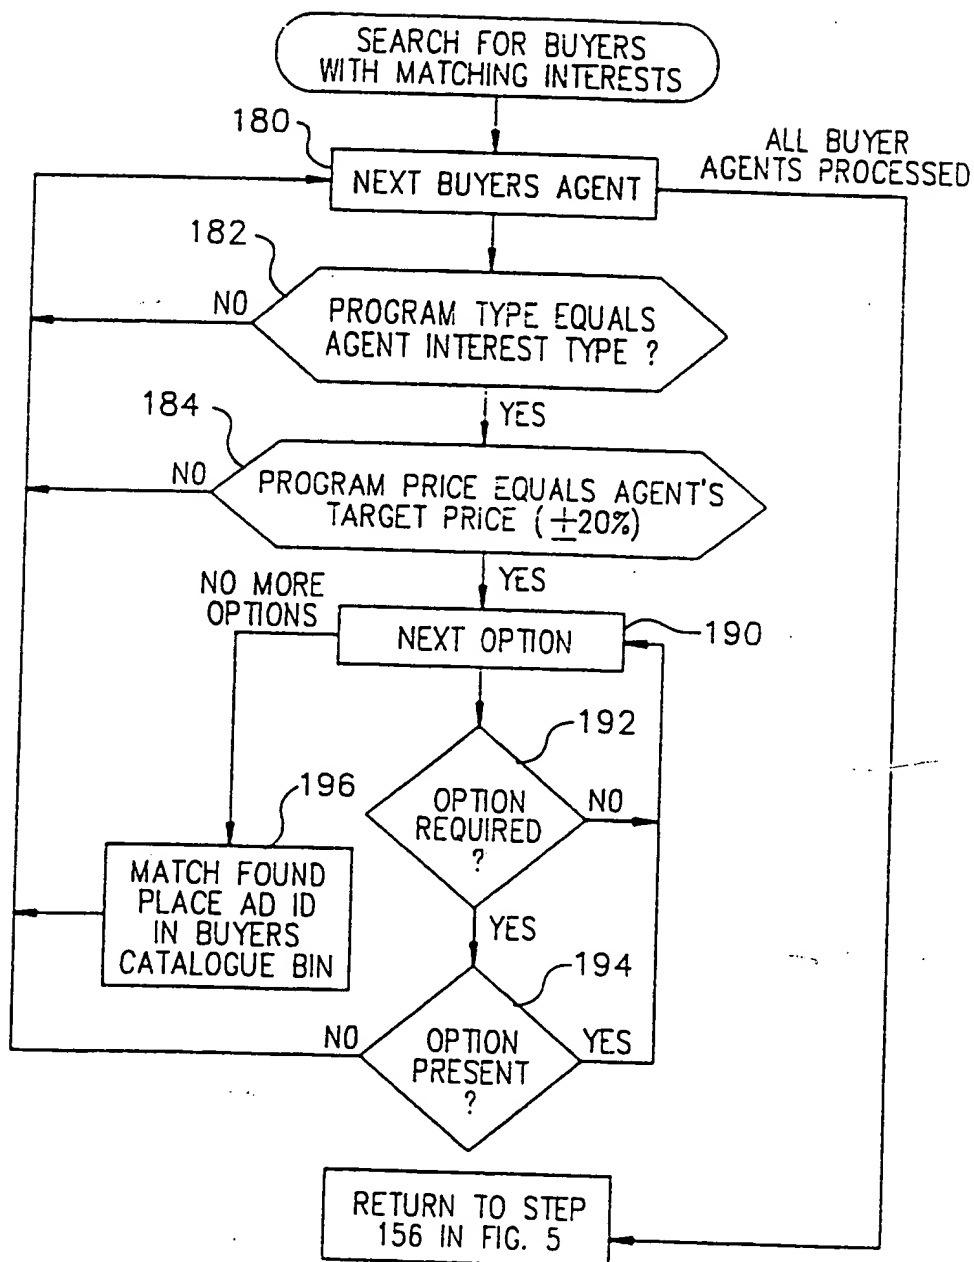 SEARCH FOR BUYERS
WITH MATCHING INTERESTS
180
NEXT BUYERS AGENT
ALL BUYER
AGENTS PROCESSED
182
NO
PROGRAM TYPE EQUALS
AGENT INTEREST TYPE ?
YES
184
NO
PROGRAM PRICE EQUALS AGENT'S
TARGET PRICE (±20%)
YES
NO MORE
OPTIONS
NEXT OPTION
190
192
OPTION
REQUIRED
?
NO
196
MATCH FOUND
PLACE AD ID
IN BUYERS
CATALOGUE BIN
YES
194
NO
OPTION
PRESENT
?
YES
RETURN TO STEP
156 IN FIG. 5